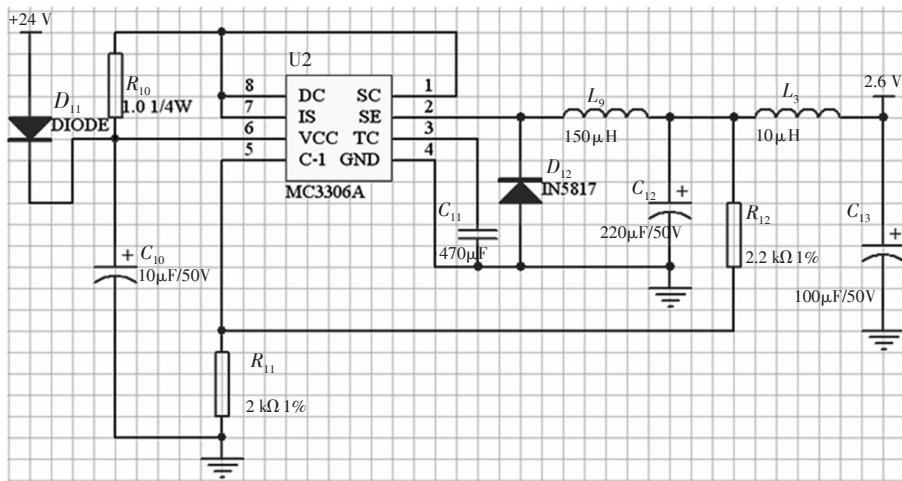 +24 V
2.6 V
U2
R10
1.0 1/4W
D11
DIODE
8 DC SC 1
7 IS SE 2
6 VCC TC 3
5 C-1 GND 4
MC3306A
L9
150μH
L3
10μH
D12
IN5817
C11
470μF
C12
+
220μF/50V
R12
2.2 kΩ 1%
C13
+
100μF/50V
+
C10
10μF/50V
R11
2 kΩ 1%